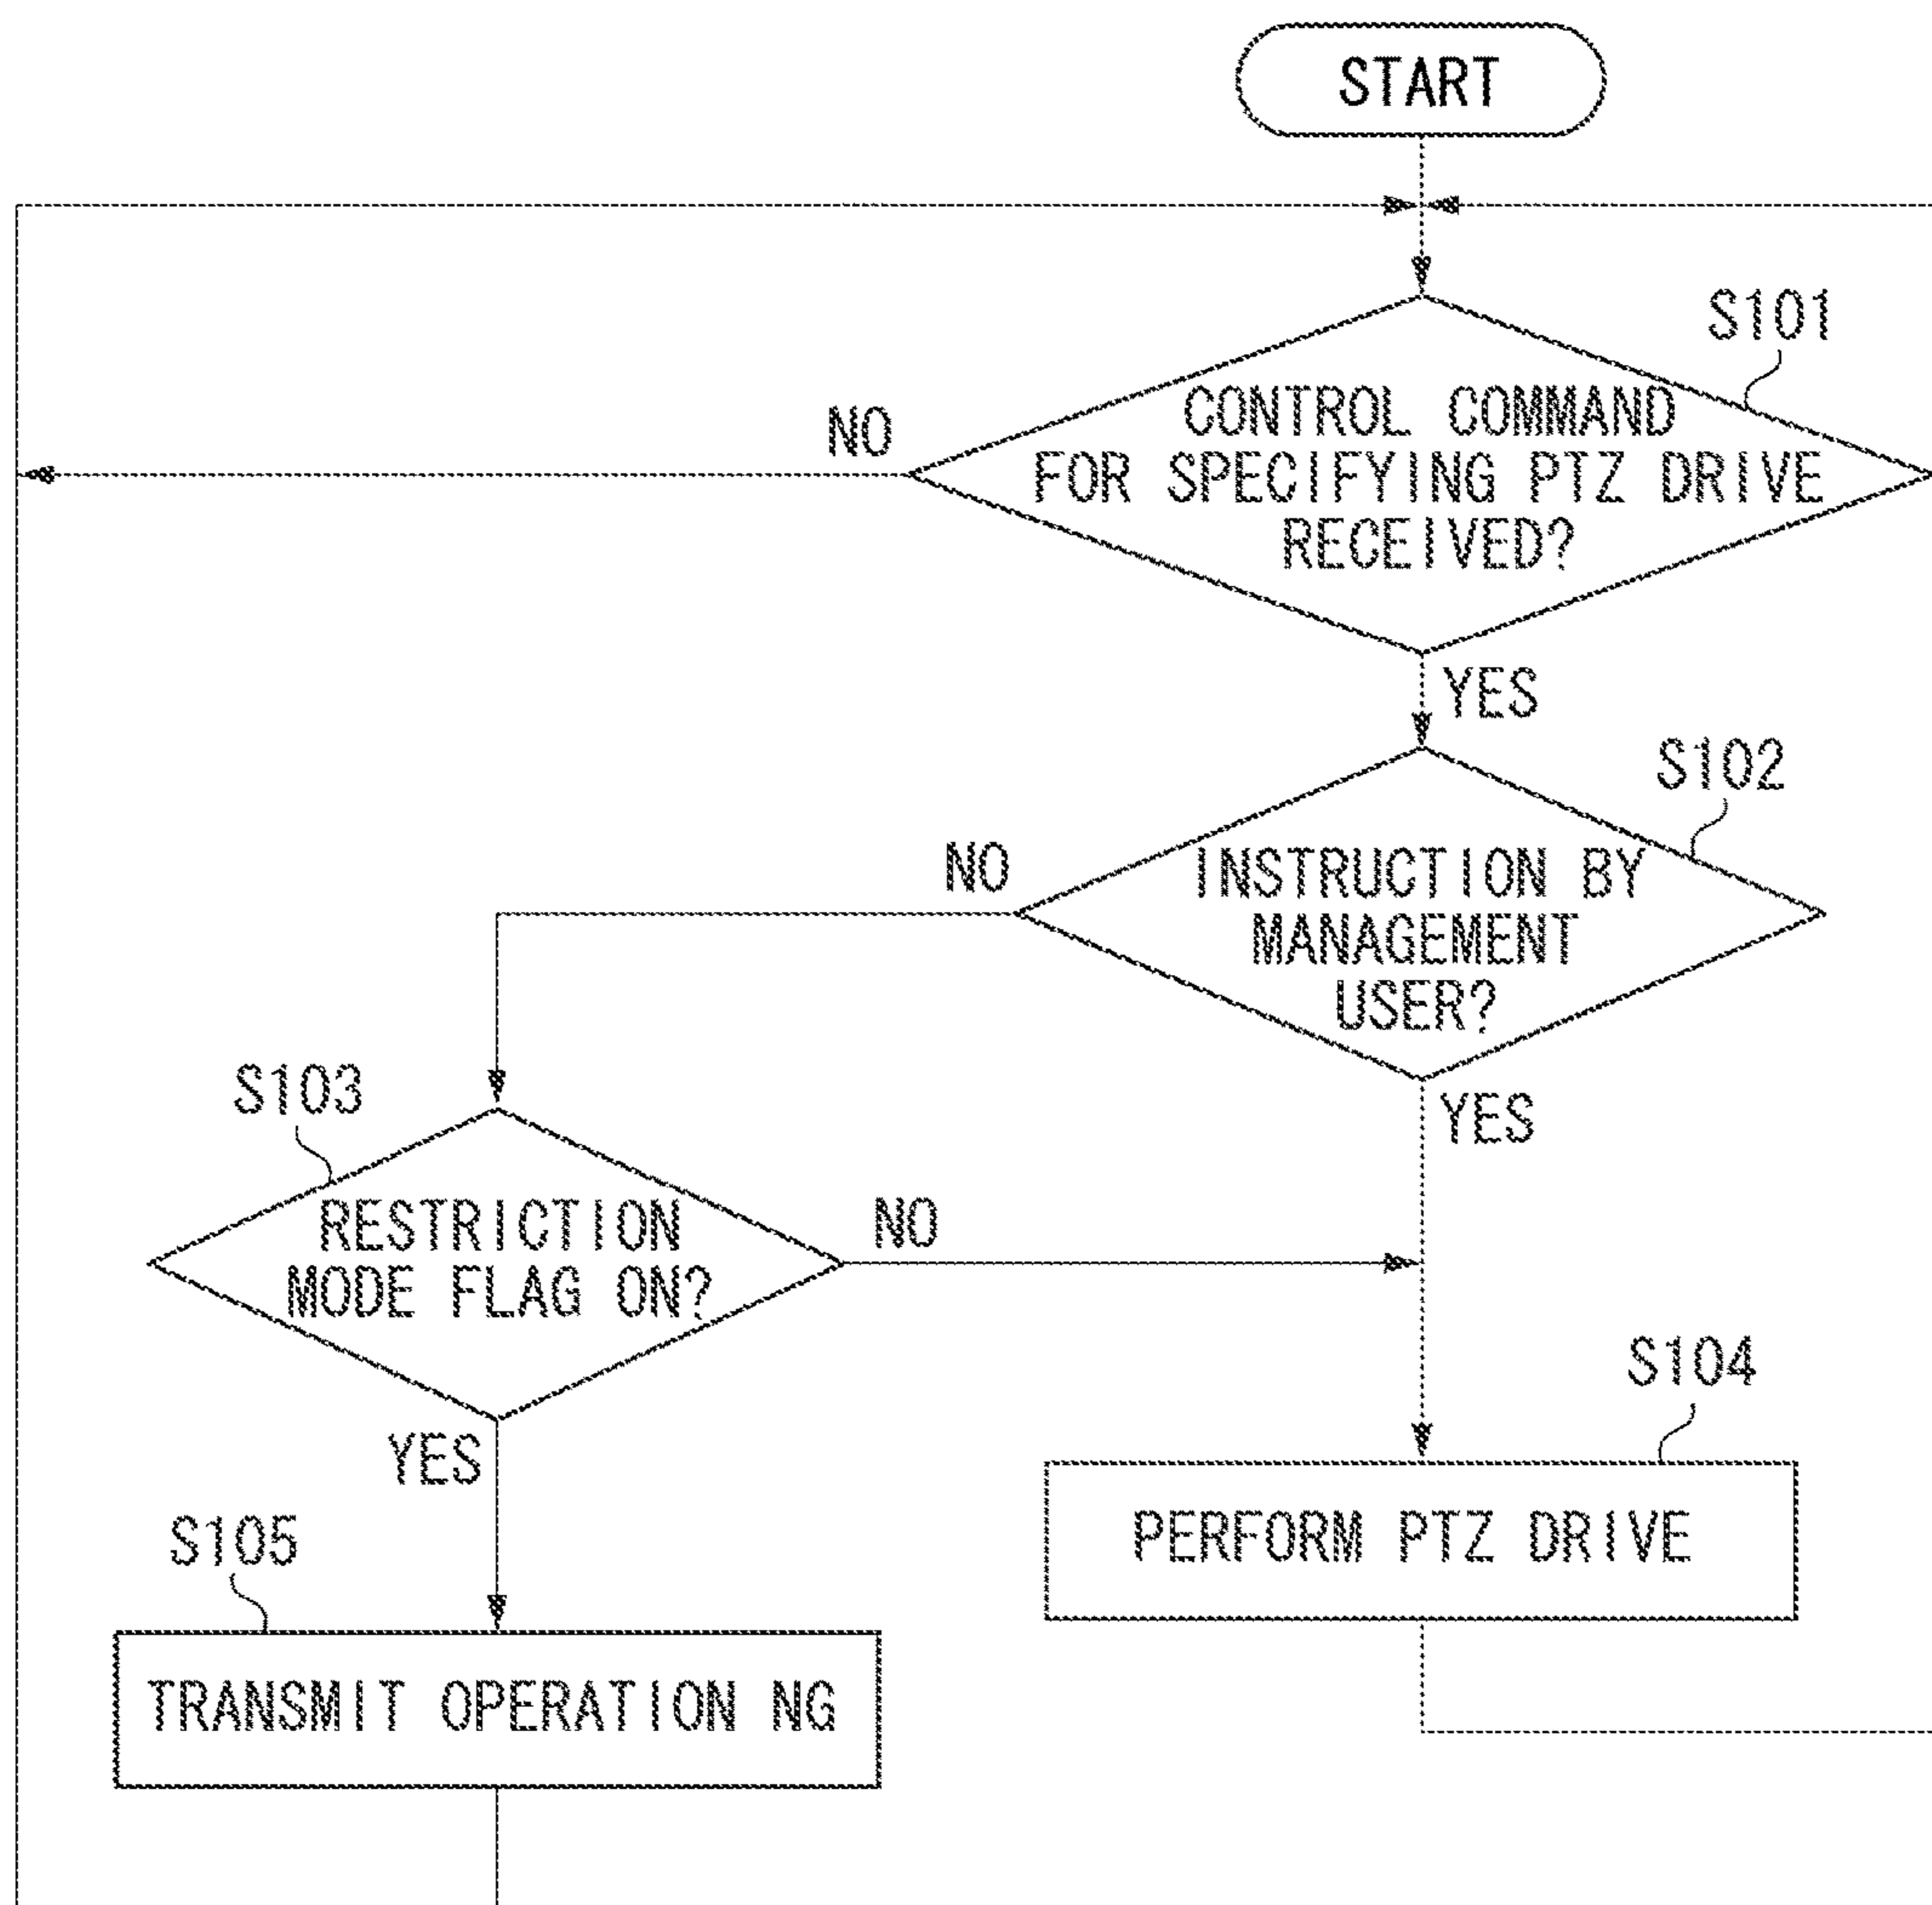 START
S101
CONTROL COMMAND
FOR SPECIFYING PTZ DRIVE
RECEIVED?
NO
YES
S102
INSTRUCTION BY
MANAGEMENT
USER?
NO
YES
S103
RESTRICTION
MODE FLAG ON?
NO
YES
S104
PERFORM PTZ DRIVE
S105
TRANSMIT OPERATION NG